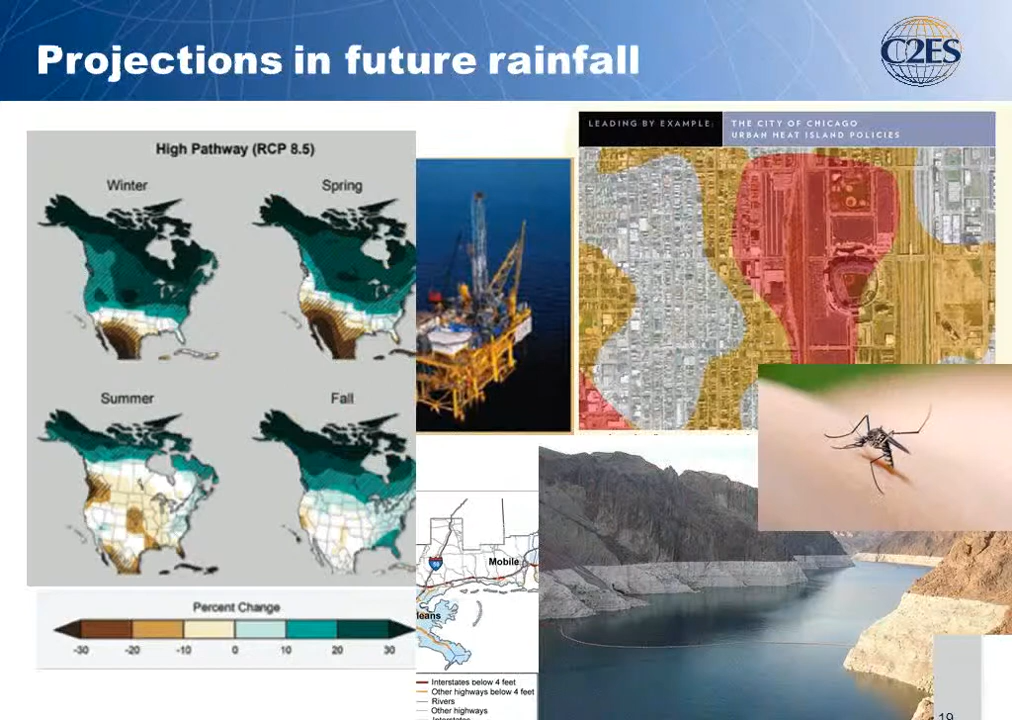 Projections in future rainfall
C2ES
High Pathway (RCP 8.5)
Winter
Spring
Summer
Fall
Percent Change
-30 -20 -10 0 10 20 30
LEADING BY EXAMPLE:
THE CITY OF CHICAGO
URBAN HEAT ISLAND POLICIES
Mobile
leans
Interstates below 4 feet
Other highways below 4 feet
Rivers
Other highways
Interstates
19